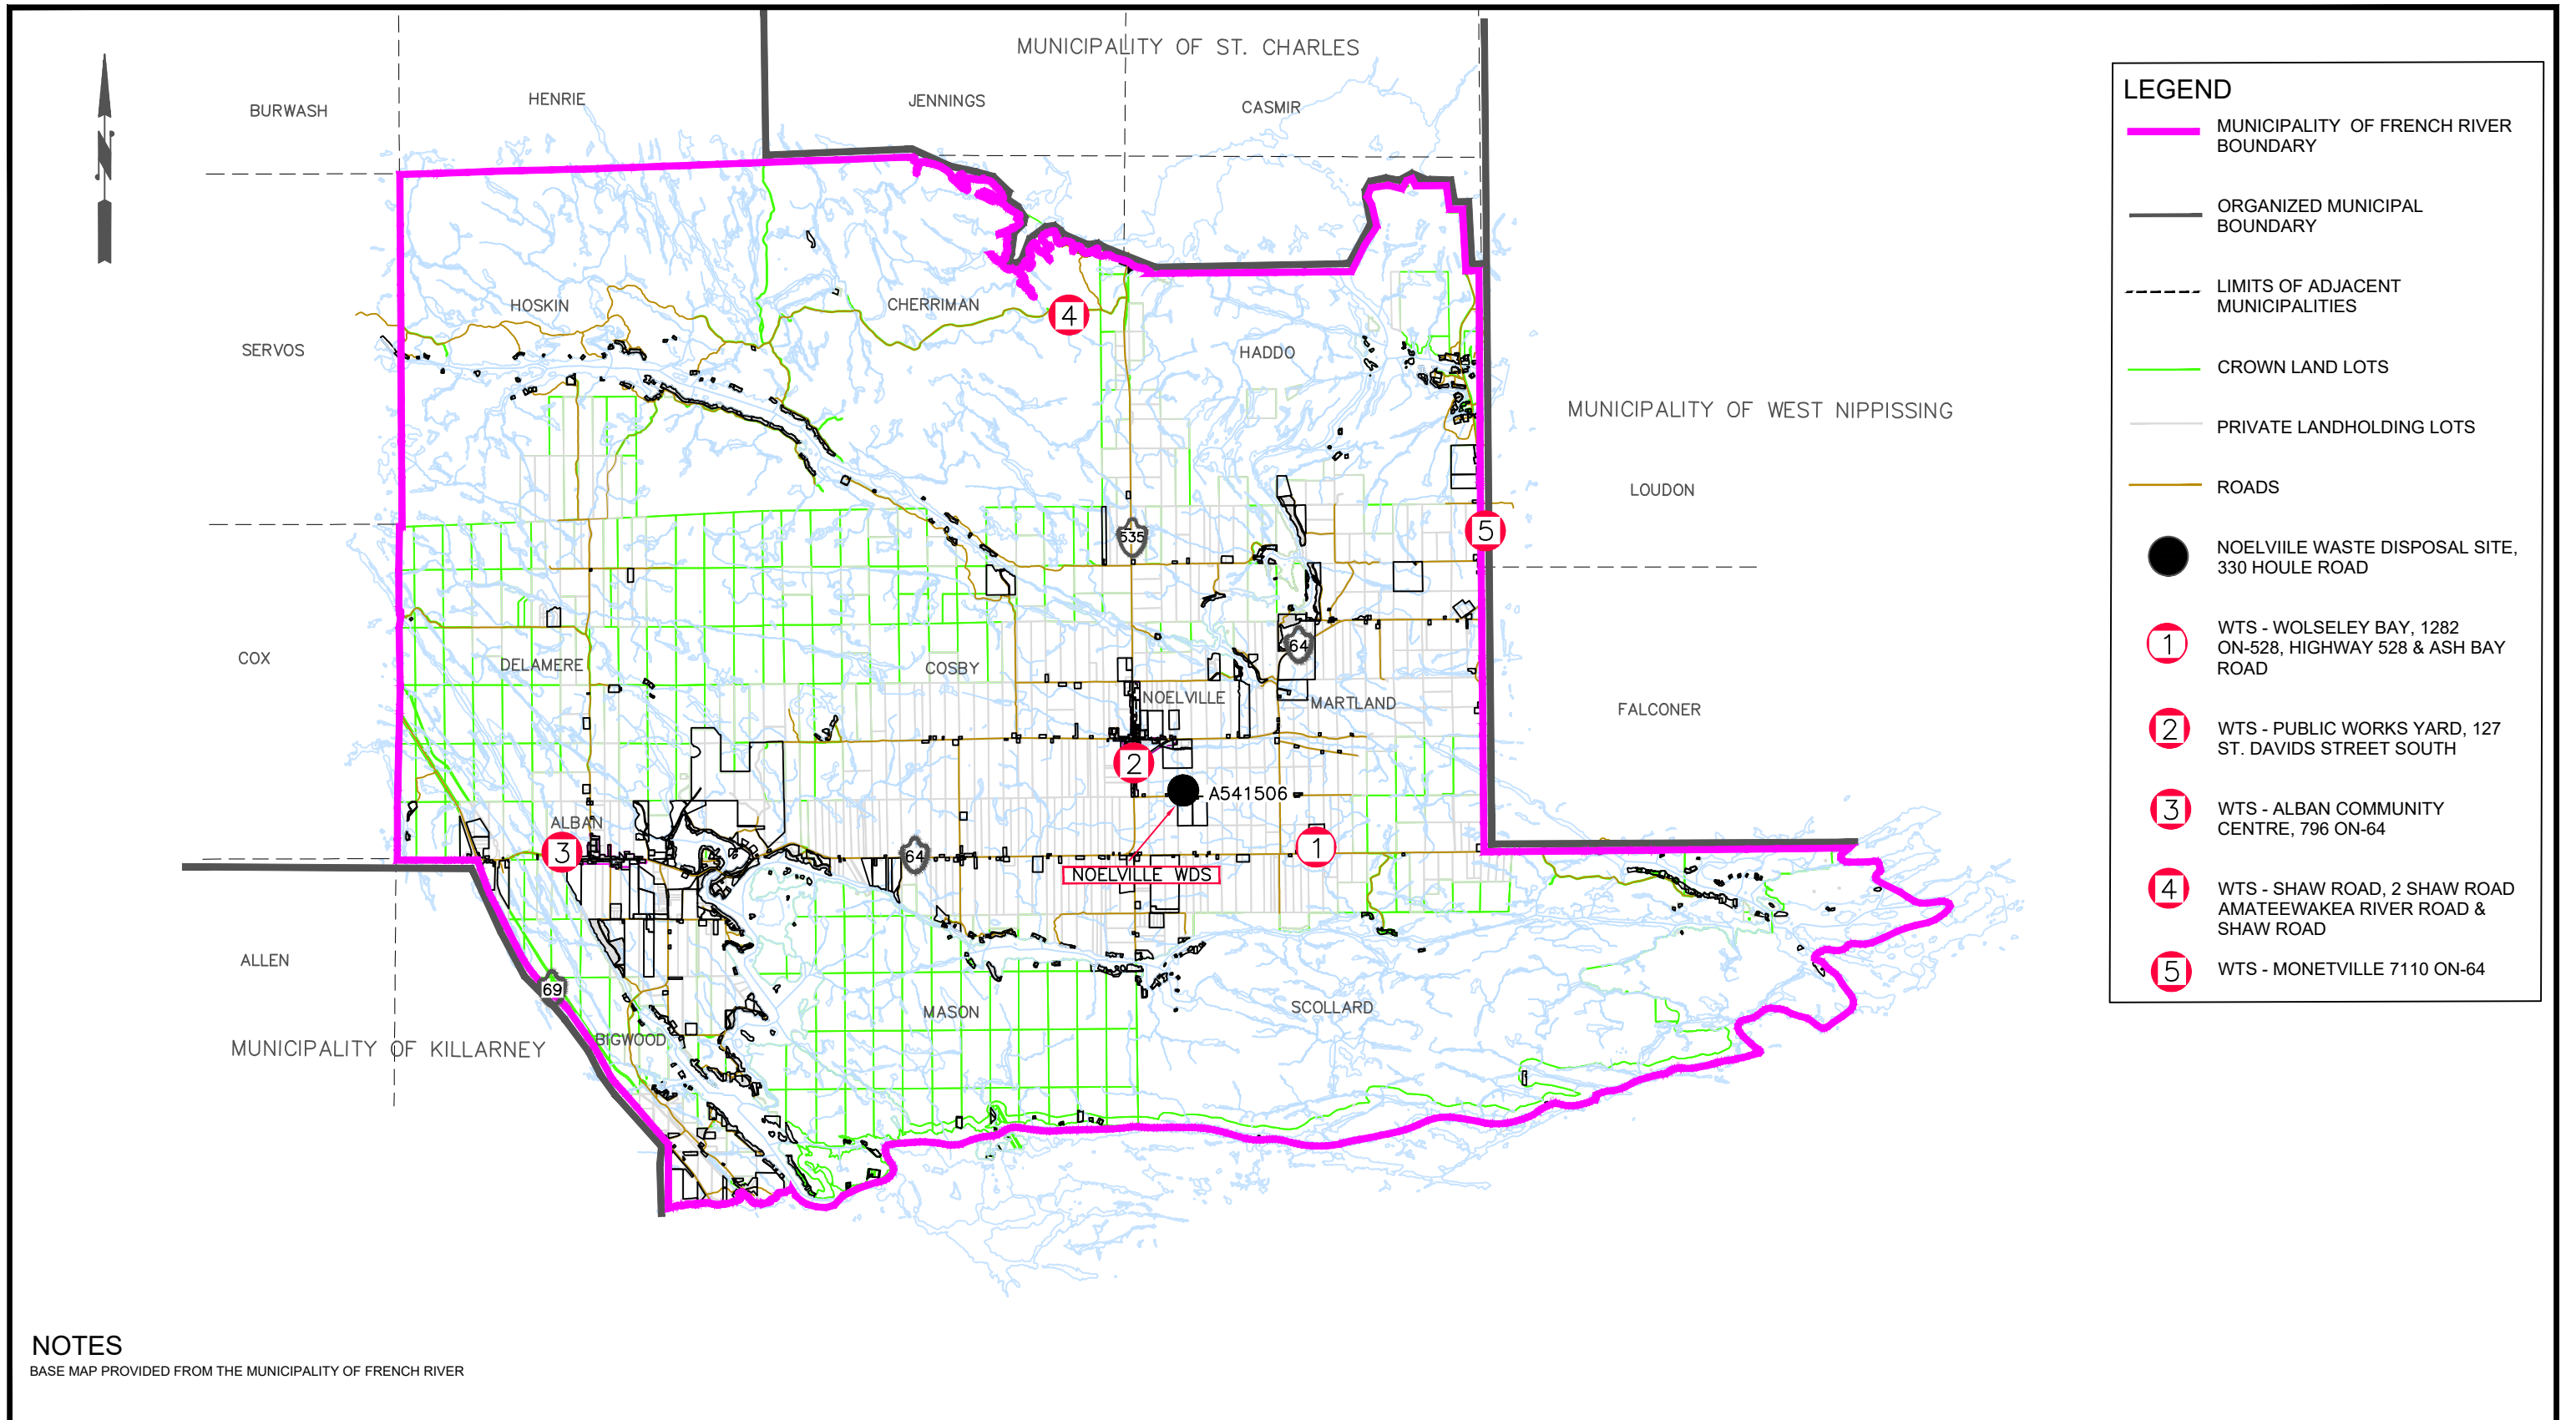 MUNICIPALITY OF ST. CHARLES
BURWASH
HENRIE
JENNINGS
CASMIR
N
HOSKIN
CHERRIMAN
4
SERVOS
HADDO
MUNICIPALITY OF WEST NIPPISSING
LOUDON
535
5
64
COX
DELAMERE
COSBY
NOELVILLE
MARTLAND
FALCONER
2
A541506
ALBAN
3
64
1
NOELVILLE WDS
ALLEN
69
MASON
SCOLLARD
BIGWOOD
MUNICIPALITY OF KILLARNEY
LEGEND
MUNICIPALITY OF FRENCH RIVER
BOUNDARY
ORGANIZED MUNICIPAL
BOUNDARY
LIMITS OF ADJACENT
MUNICIPALITIES
CROWN LAND LOTS
PRIVATE LANDHOLDING LOTS
ROADS
NOELVIILE WASTE DISPOSAL SITE,
330 HOULE ROAD
1
WTS - WOLSELEY BAY, 1282
ON-528, HIGHWAY 528 & ASH BAY
ROAD
2
WTS - PUBLIC WORKS YARD, 127
ST. DAVIDS STREET SOUTH
3
WTS - ALBAN COMMUNITY
CENTRE, 796 ON-64
4
WTS - SHAW ROAD, 2 SHAW ROAD
AMATEEWAKEA RIVER ROAD &
SHAW ROAD
5
WTS - MONETVILLE 7110 ON-64
NOTES
BASE MAP PROVIDED FROM THE MUNICIPALITY OF FRENCH RIVER